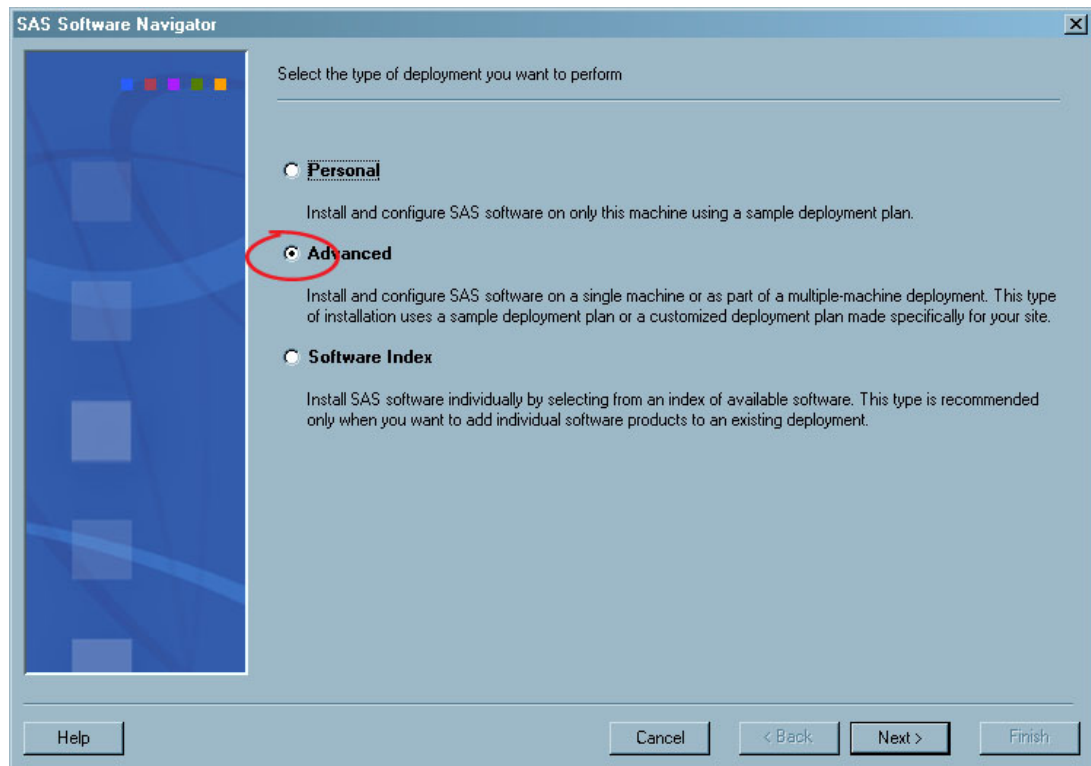 SAS Software Navigator
Select the type of deployment you want to perform
Personal
Install and configure SAS software on only this machine using a sample deployment plan.
Advanced
Install and configure SAS software on a single machine or as part of a multiple-machine deployment. This type
of installation uses a sample deployment plan or a customized deployment plan made specifically for your site.
Software Index
Install SAS software individually by selecting from an index of available software. This type is recommended
only when you want to add individual software products to an existing deployment.
Help
Cancel
< Back
Next >
Finish